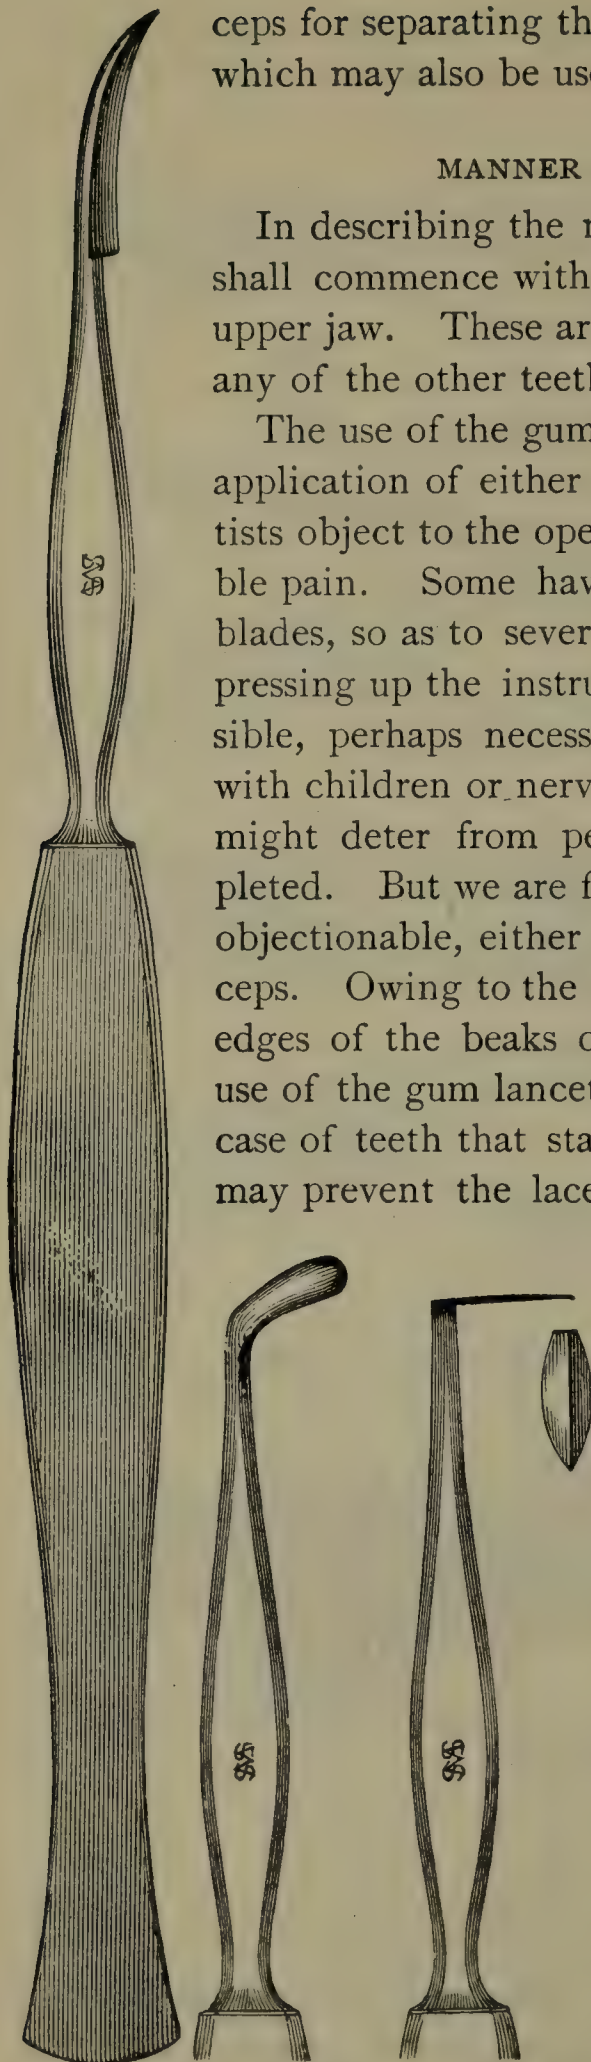 ceps for separating th
which may also be us
MANNER
In describing the
shall commence with
upper jaw. These ar
any of the other teet
The use of the gum
application of either
tists object to the ope
ble pain. Some hav
blades, so as to sever
pressing up the instru
sible, perhaps necess
with children or nerv
might deter from pe
pleted. But we are f
objectionable, either
ceps. Owing to the
edges of the beaks o
use of the gum lancet
case of teeth that sta
may prevent the lace